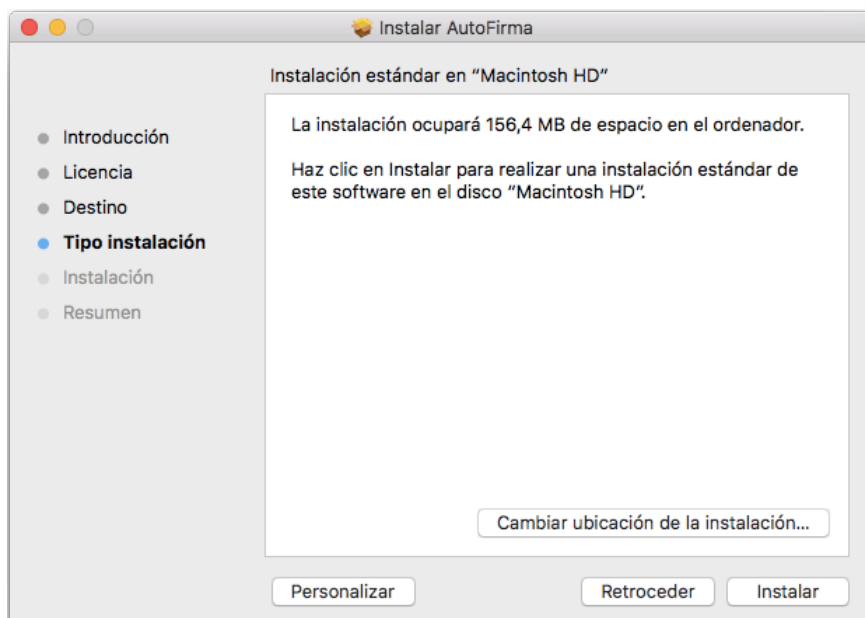 Instalar AutoFirma
Instalación estándar en “Macintosh HD”
Introducción
Licencia
Destino
Tipo instalación
Instalación
Resumen
La instalación ocupará 156,4 MB de espacio en el ordenador.
Haz clic en Instalar para realizar una instalación estándar de
este software en el disco “Macintosh HD”.
Cambiar ubicación de la instalación...
Personalizar
Retroceder
Instalar